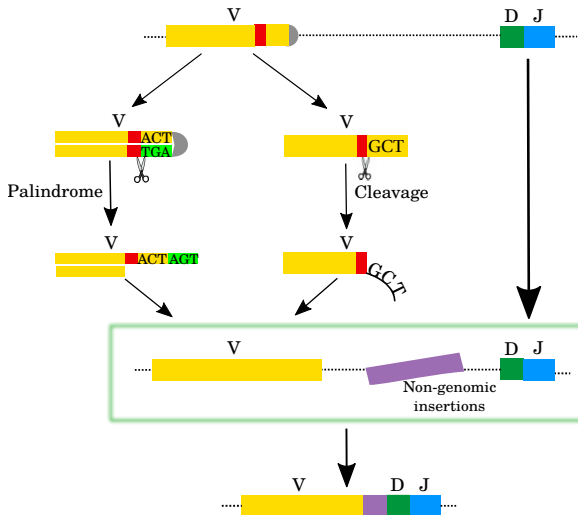 V
D J
V
ACT
TGA
V
GCT
Palindrome
Cleavage
V
ACT AGT
V
GCT
V
D J
Non-genomic
insertions
V
D J